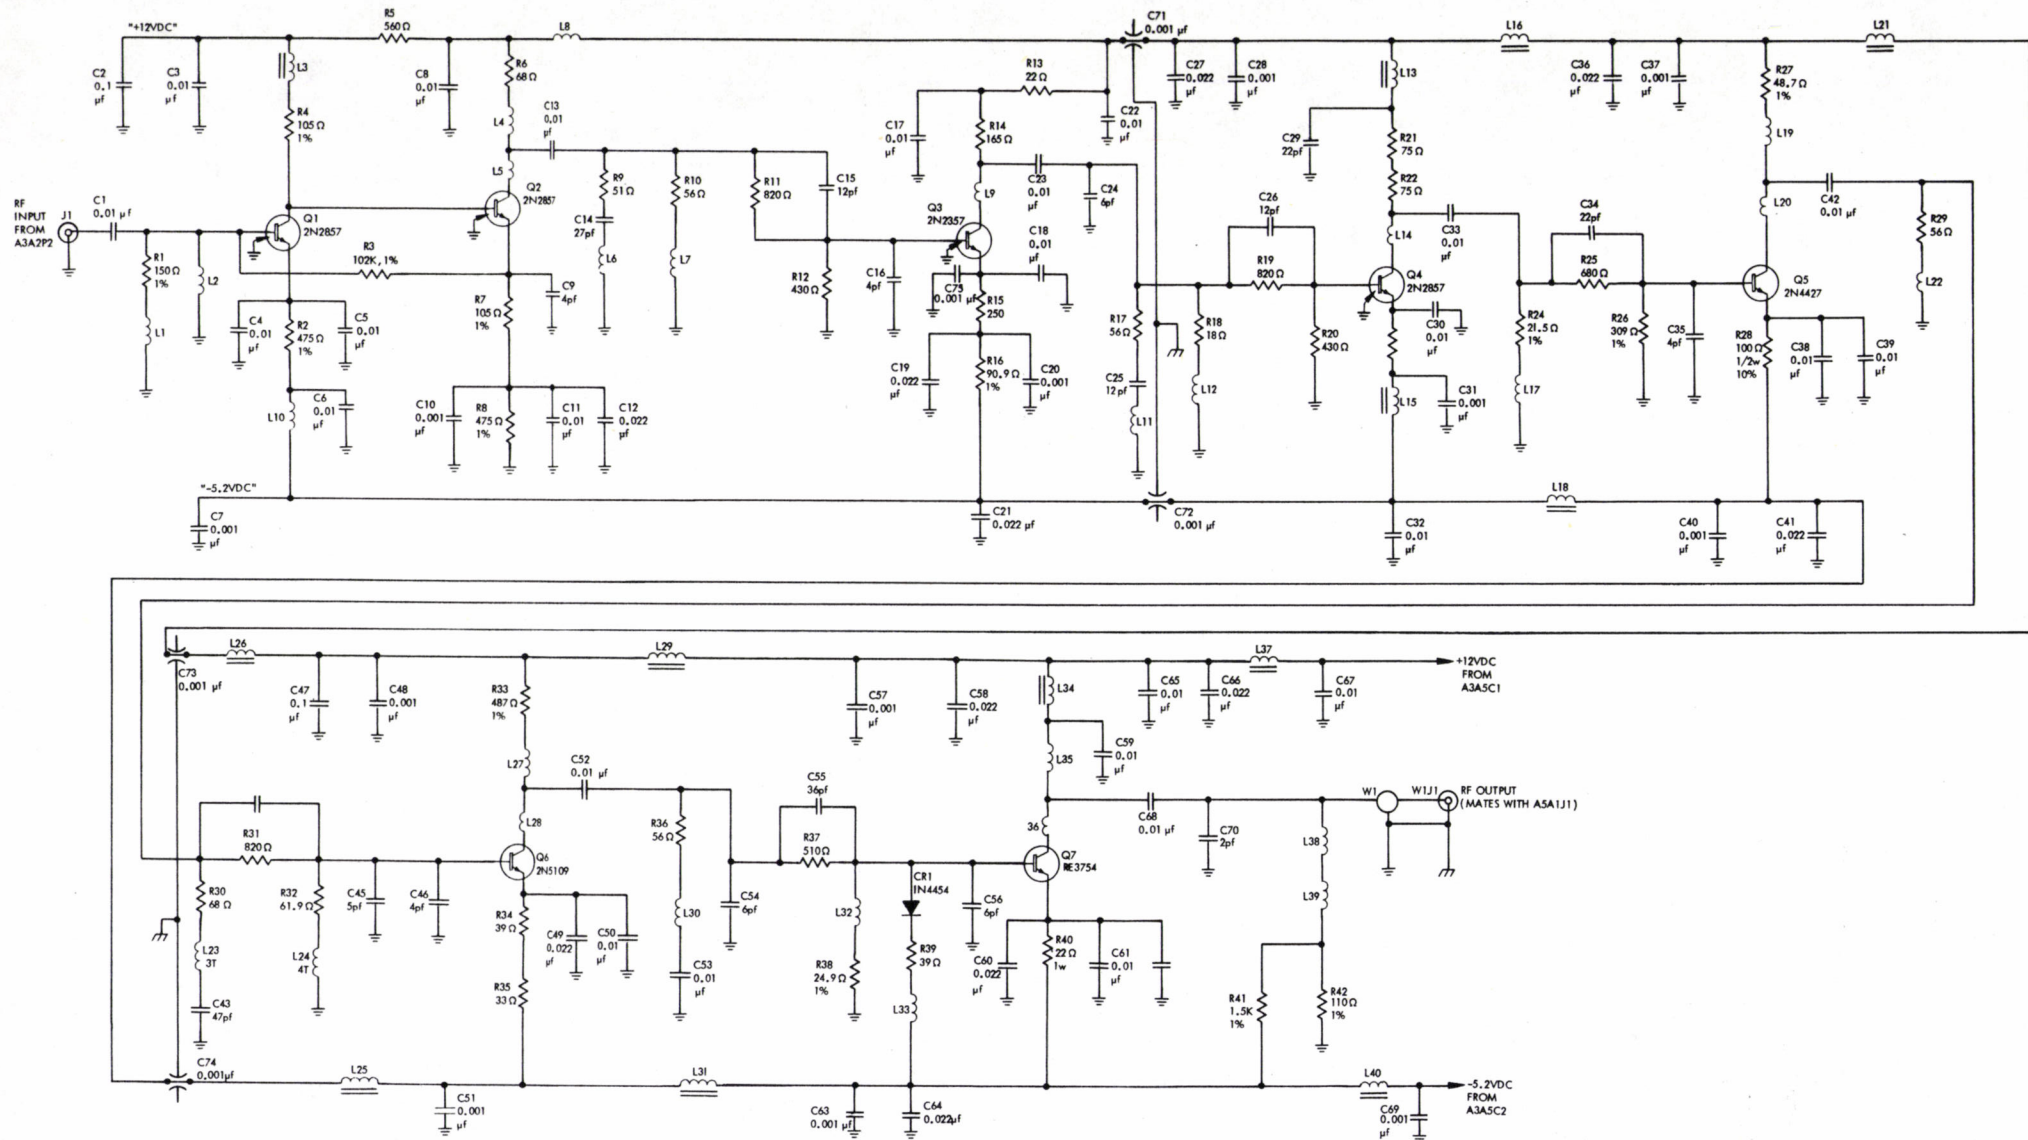 "+12VDC"
R5
560Ω
L8
C71
0.001 μf
L16
L21
C2
0.1
μf
C3
0.01
μf
L3
R4
105Ω
1%
C8
0.01
μf
R6
68Ω
L4
C13
0.01
μf
L5
R13
22Ω
C17
0.01
μf
R14
165Ω
C22
0.01
μf
C27
0.022
μf
C28
0.001
μf
L13
C29
22pf
R21
75Ω
R22
75Ω
C36
0.022
μf
C37
0.001
μf
R27
48.7Ω
1%
L19
RF
INPUT
FROM
A3A2P2
J1
C1
0.01 μf
R1
150Ω
1%
L1
L2
Q1
2N2857
Q2
2N2857
R3
102K, 1%
R9
51Ω
C14
27pf
L6
R10
56Ω
L7
R11
820Ω
C15
12pf
R12
430Ω
C16
4pf
Q3
2N2357
L9
C23
0.01
μf
C24
6pf
C18
0.01
μf
C75
0.001 μf
R15
250
C26
12pf
R19
820Ω
L14
C33
0.01
μf
Q4
2N2857
C34
22pf
R25
680Ω
L20
C42
0.01 μf
R29
56Ω
L22
Q5
2N4427
C4
0.01
μf
R2
475Ω
1%
C5
0.01
μf
C6
0.01
μf
L10
R7
105Ω
1%
C9
4pf
C10
0.001
μf
R8
475Ω
1%
C11
0.01
μf
C12
0.022
μf
C19
0.022
μf
R16
90.9Ω
1%
C20
0.001
μf
R17
56Ω
C25
12pf
L11
R18
18Ω
L12
R20
430Ω
C30
0.01
μf
L15
C31
0.001
μf
R24
21.5Ω
1%
L17
R26
309Ω
1%
C35
4pf
R28
100Ω
1/2w
10%
C38
0.01
μf
C39
0.01
μf
"-5.2VDC"
C7
0.001
μf
C21
0.022 μf
C72
0.001 μf
C32
0.01
μf
L18
C40
0.001
μf
C41
0.022
μf
C73
0.001 μf
L26
C47
0.1
μf
C48
0.001
μf
R33
487Ω
1%
L27
L29
C57
0.001
μf
C58
0.022
μf
L34
C59
0.01
μf
L35
C65
0.01
μf
C66
0.022
μf
L37
C67
0.01
μf
+12VDC
FROM
A3A5C1
C52
0.01 μf
L28
R31
820Ω
Q6
2N5109
R36
56Ω
C55
36pf
R37
510Ω
36
Q7
RE3754
C68
0.01 μf
C70
2pf
L38
L39
W1
W1J1
RF OUTPUT
(MATES WITH A5A1J1)
R30
68Ω
L23
3T
C43
47pf
R32
61.9Ω
L24
4T
C45
5pf
C46
4pf
R34
39Ω
C49
0.022
μf
C50
0.01
μf
R35
33Ω
L30
C53
0.01
μf
C54
6pf
L32
R38
24.9Ω
1%
CR1
IN4454
R39
39Ω
L33
C56
6pf
C60
0.022
μf
R40
22Ω
1w
C61
0.01
μf
R41
1.5K
1%
R42
110Ω
1%
C74
0.001μf
L25
C51
0.001
μf
L31
C63
0.001 μf
C64
0.022μf
L40
C69
0.001
μf
-5.2VDC
FROM
A3A5C2